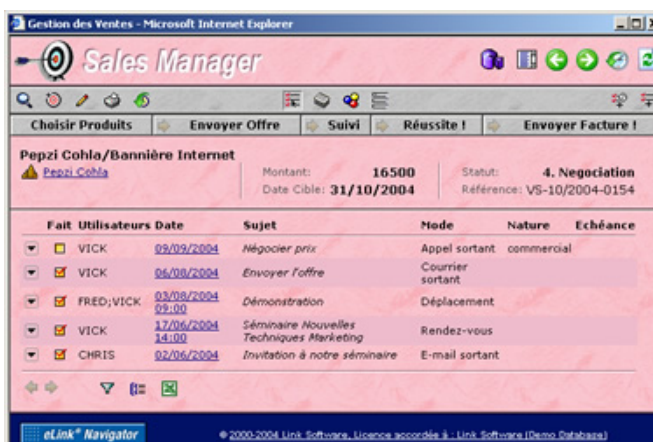 Gestion des Ventes - Microsoft Internet Explorer
Sales Manager
Choisir Produits Envoyer Offre Suivi Réussite ! Envoyer Facture !
Pepzi Cohla/Bannière Internet
Pepzi Cohla Montant: 16500 Statut: 4. Negociation
Date Cible: 31/10/2004 Référence: VS-10/2004-0154
Fait Utilisateurs Date Sujet Mode Nature Echéance
VICK 09/09/2004 Négocier prix Appel sortant commercial
VICK 06/08/2004 Envoyer l'offre Courrier sortant
FRED;VICK 03/08/2004 09:00 Démonstration Déplacement
VICK 17/06/2004 14:00 Séminaire Nouvelles Techniques Marketing Rendez-vous
CHRIS 02/06/2004 Invitation à notre séminaire E-mail sortant
eLink® Navigator © 2000-2004 Link Software, Licence accordée à : Link Software (Demo Database)